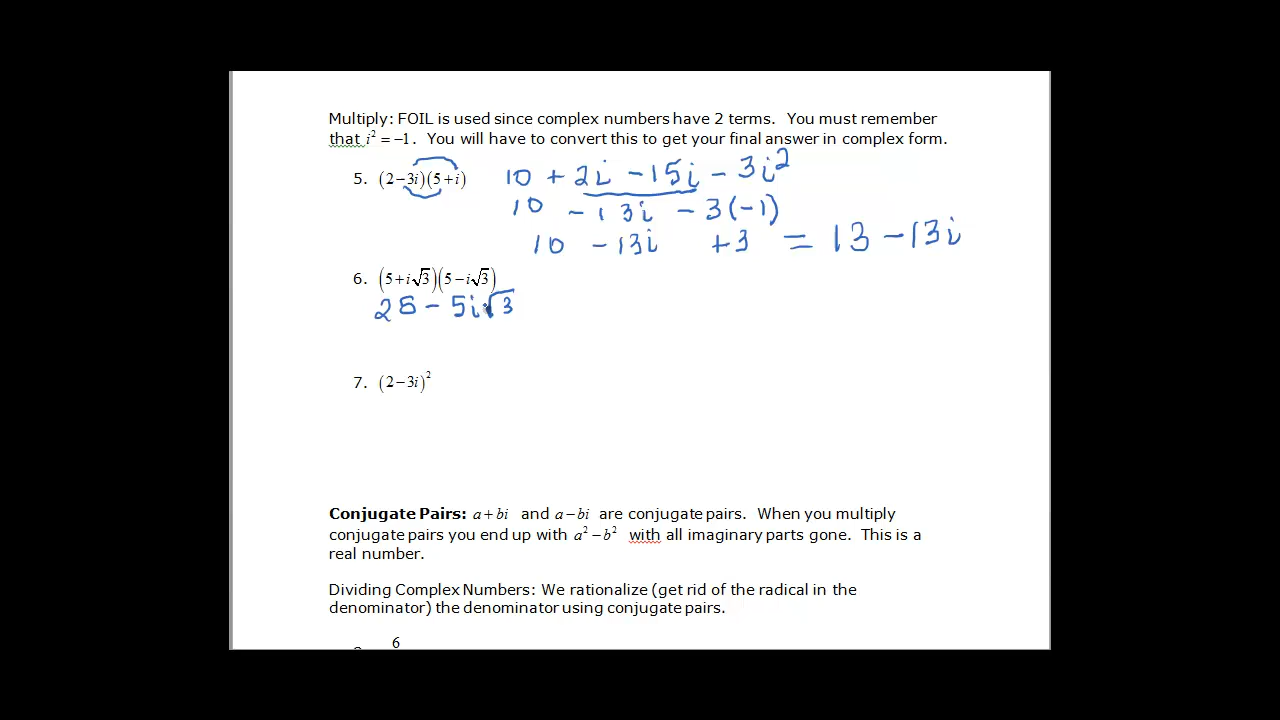 Multiply: FOIL is used since complex numbers have 2 terms. You must remember
that i² = −1. You will have to convert this to get your final answer in complex form.
5. (2−3i)(5+i) 10 + 2i − 15i − 3i²
10 − 13i − 3(−1)
10 − 13i + 3 = 13 − 13i
6. (5+i√3)(5−i√3)
25 − 5i√3
7. (2−3i)²
Conjugate Pairs: a+bi and a−bi are conjugate pairs. When you multiply
conjugate pairs you end up with a²−b² with all imaginary parts gone. This is a
real number.
Dividing Complex Numbers: We rationalize (get rid of the radical in the
denominator) the denominator using conjugate pairs.
6